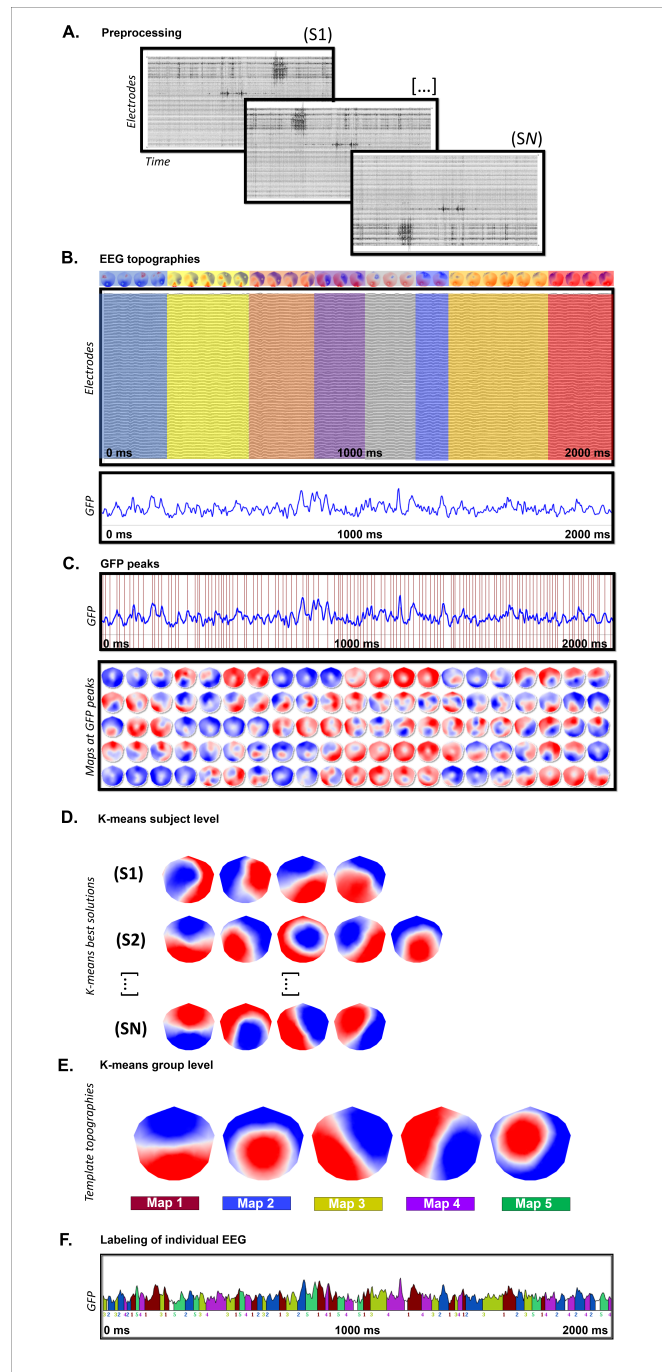 A. Preprocessing
(S1)
[...]
(SN)
Electrodes
Time
B. EEG topographies
Electrodes
0 ms 1000 ms 2000 ms
GFP
0 ms 1000 ms 2000 ms
C. GFP peaks
GFP
0 ms 1000 ms 2000 ms
Maps at GFP peaks
D. K-means subject level
K-means best solutions
(S1)
(S2)
[...] [...]
(SN)
E. K-means group level
Template topographies
Map 1 Map 2 Map 3 Map 4 Map 5
F. Labeling of individual EEG
GFP
0 ms 1000 ms 2000 ms